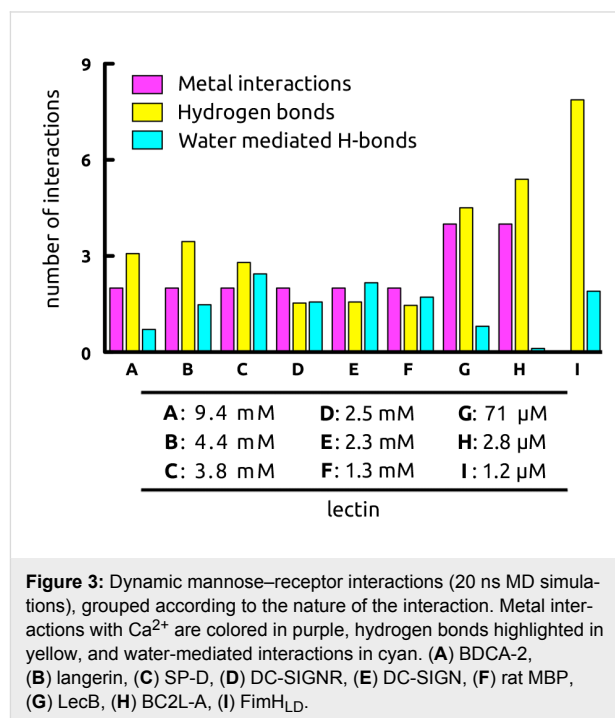 9
6
3
0
number of interactions
Metal interactions
Hydrogen bonds
Water mediated H-bonds
A B C D E F G H I
A: 9.4 mM D: 2.5 mM G: 71 μM
B: 4.4 mM E: 2.3 mM H: 2.8 μM
C: 3.8 mM F: 1.3 mM I: 1.2 μM
lectin
Figure 3: Dynamic mannose–receptor interactions (20 ns MD simula-
tions), grouped according to the nature of the interaction. Metal inter-
actions with Ca2+ are colored in purple, hydrogen bonds highlighted in
yellow, and water-mediated interactions in cyan. (A) BDCA-2,
(B) langerin, (C) SP-D, (D) DC-SIGNR, (E) DC-SIGN, (F) rat MBP,
(G) LecB, (H) BC2L-A, (I) FimHLD.